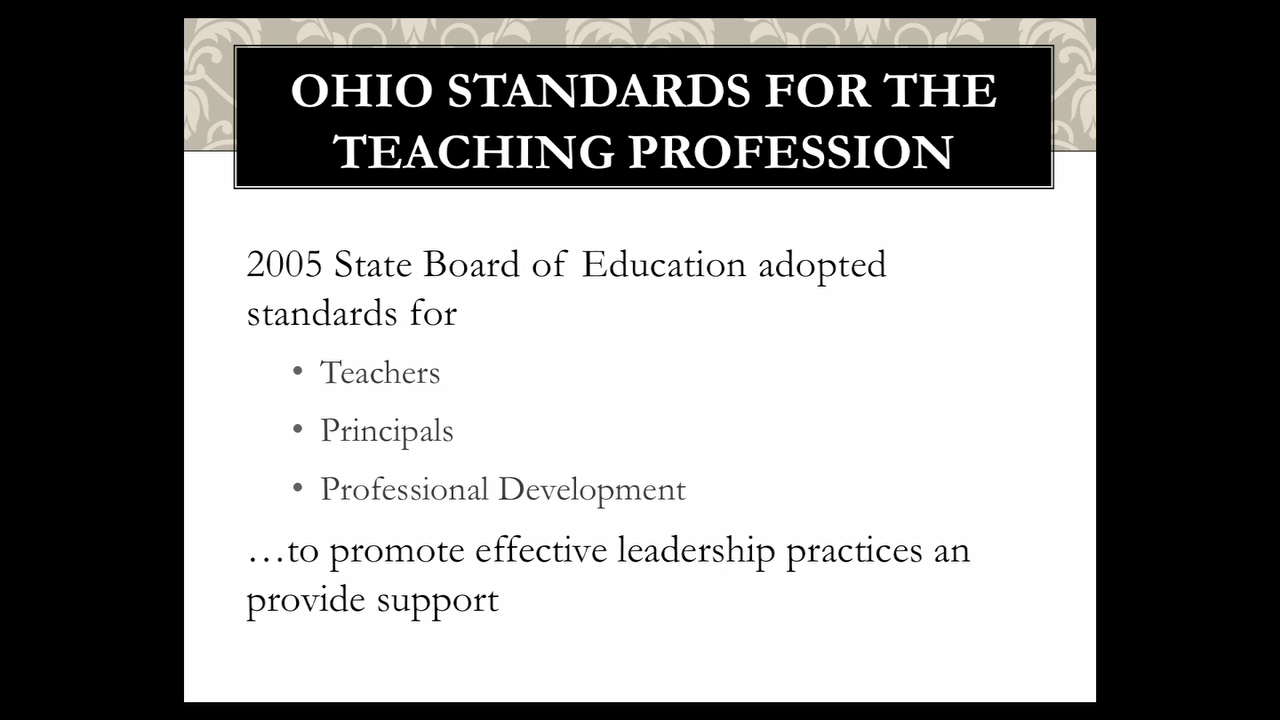 OHIO STANDARDS FOR THE
TEACHING PROFESSION
2005 State Board of Education adopted
standards for
• Teachers
• Principals
• Professional Development
…to promote effective leadership practices an
provide support